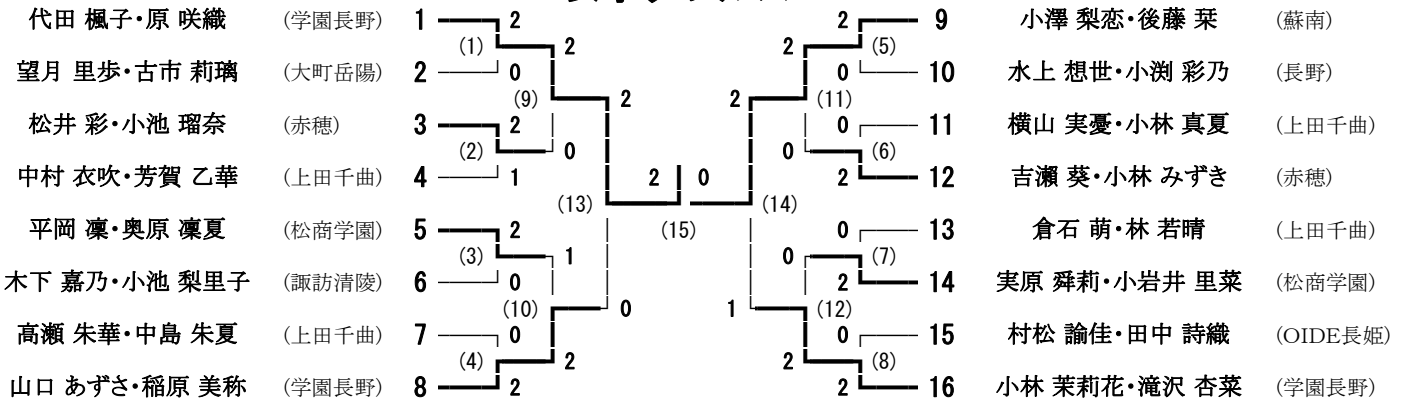 代田 楓子・原 咲織 (学園長野) 1 2 2 9 小澤 梨恋・後藤 栞 (蘇南)
(1) 2 2 (5)
望月 里歩・古市 莉璃 (大町岳陽) 2 0 0 10 水上 想世・小渕 彩乃 (長野)
(9) 2 2 (11)
松井 彩・小池 瑠奈 (赤穂) 3 2 0 11 横山 実憂・小林 真夏 (上田千曲)
(2) 0 0 (6)
中村 衣吹・芳賀 乙華 (上田千曲) 4 1 2 0 2 12 吉瀬 葵・小林 みずき (赤穂)
(13) (14)
平岡 凜・奥原 凜夏 (松商学園) 5 2 (15) 0 13 倉石 萌・林 若晴 (上田千曲)
(3) 1 0 (7)
木下 嘉乃・小池 梨里子 (諏訪清陵) 6 0 2 14 実原 舜莉・小岩井 里菜 (松商学園)
(10) 0 1 (12)
高瀬 朱華・中島 朱夏 (上田千曲) 7 0 0 15 村松 諭佳・田中 詩織 (OIDE長姫)
(4) 2 2 (8)
山口 あずさ・稲原 美称 (学園長野) 8 2 2 16 小林 茉莉花・滝沢 杏菜 (学園長野)